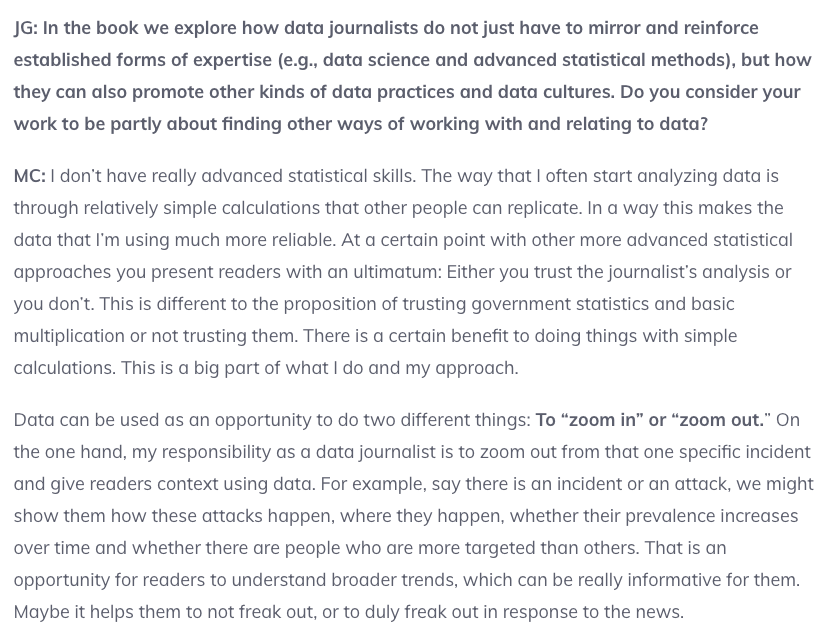 JG: In the book we explore how data journalists do not just have to mirror and reinforce
established forms of expertise (e.g., data science and advanced statistical methods), but how
they can also promote other kinds of data practices and data cultures. Do you consider your
work to be partly about finding other ways of working with and relating to data?
MC: I don’t have really advanced statistical skills. The way that I often start analyzing data is
through relatively simple calculations that other people can replicate. In a way this makes the
data that I’m using much more reliable. At a certain point with other more advanced statistical
approaches you present readers with an ultimatum: Either you trust the journalist’s analysis or
you don’t. This is different to the proposition of trusting government statistics and basic
multiplication or not trusting them. There is a certain benefit to doing things with simple
calculations. This is a big part of what I do and my approach.
Data can be used as an opportunity to do two different things: To “zoom in” or “zoom out.” On
the one hand, my responsibility as a data journalist is to zoom out from that one specific incident
and give readers context using data. For example, say there is an incident or an attack, we might
show them how these attacks happen, where they happen, whether their prevalence increases
over time and whether there are people who are more targeted than others. That is an
opportunity for readers to understand broader trends, which can be really informative for them.
Maybe it helps them to not freak out, or to duly freak out in response to the news.